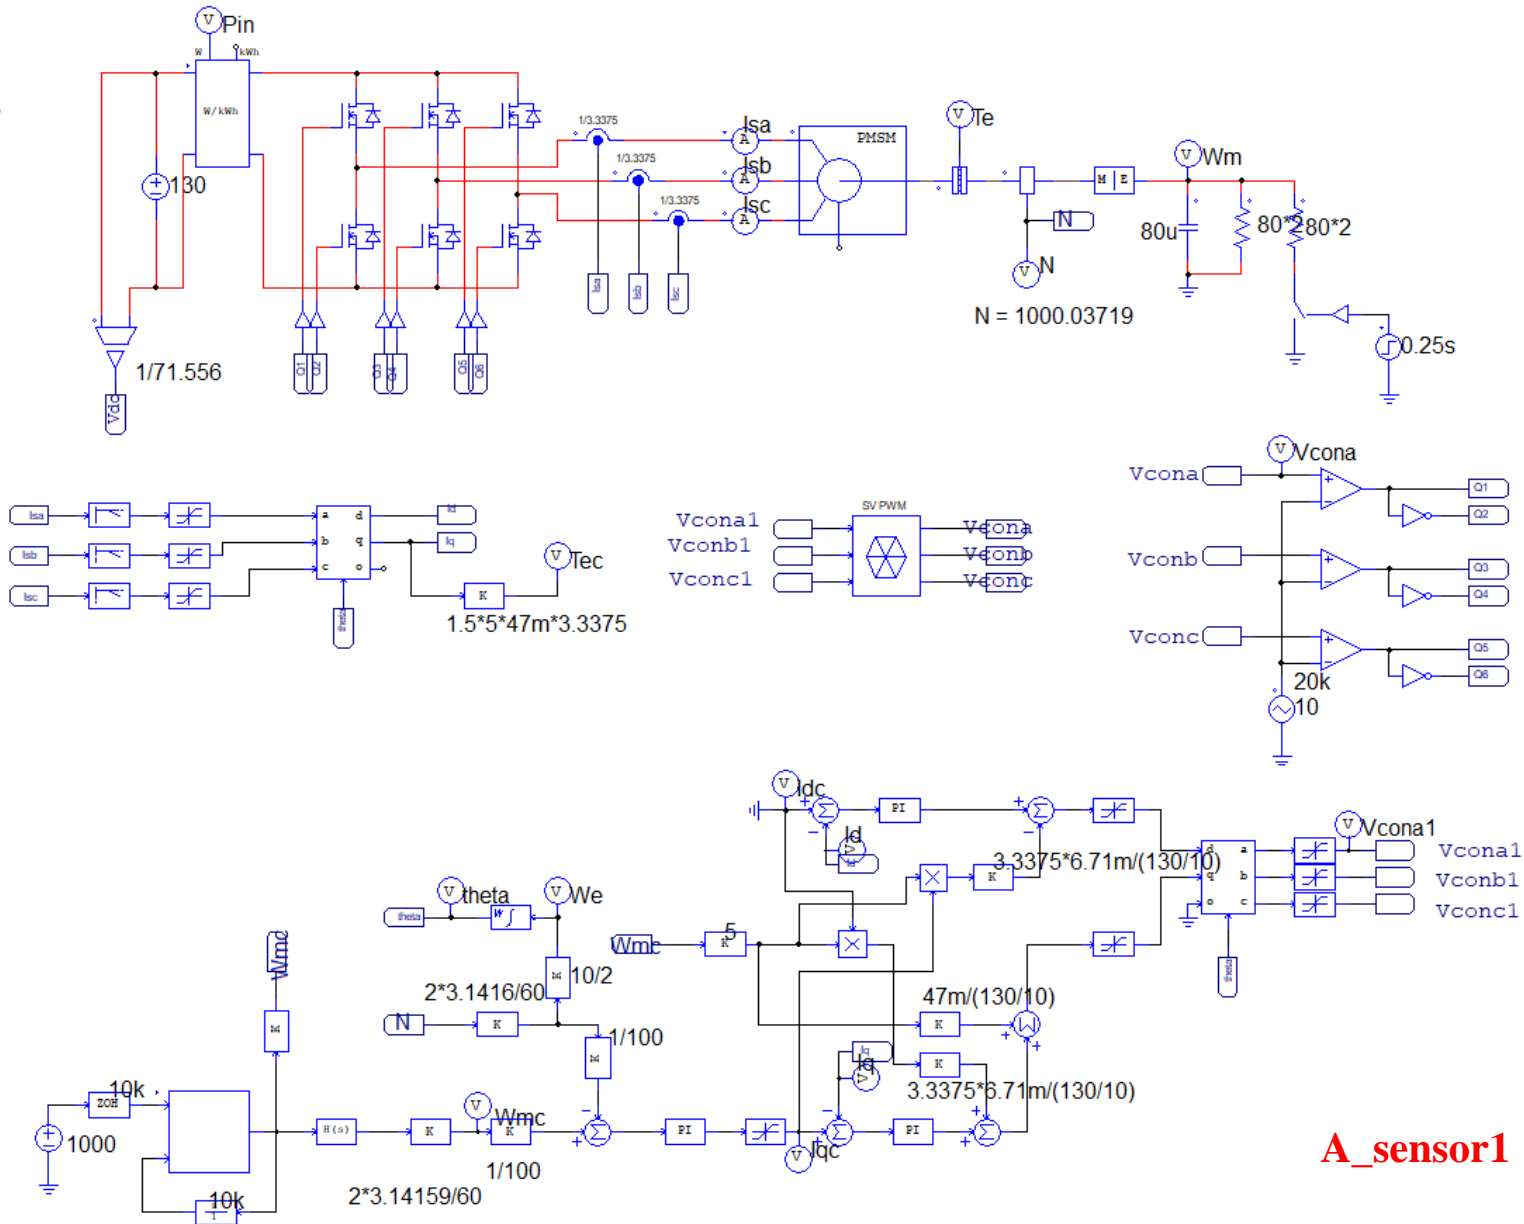 Pin
W
kWh
W/kWh
130
1/71.556
Vdc
Q1
Q2
Q3
Q4
Q5
Q6
1/3.3375
1/3.3375
1/3.3375
Isa
Isb
Isc
Isa
Isb
Isc
PMSM
Te
N
N
N = 1000.03719
M E
Wm
80u
80*2
80*2
0.25s
Isa
Isb
Isc
a
b
c
d
q
o
Id
Iq
theta
K
Tec
1.5*5*47m*3.3375
SV PWM
Vcona1
Vconb1
Vconc1
Vcona
Vconb
Vconc
Vcona
Vcona
Vconb
Vconc
Q1
Q2
Q3
Q4
Q5
Q6
20k
10
Idc
PI
Id
3.3375*6.71m/(130/10)
K
d
q
o
a
b
c
theta
Vcona1
Vcona1
Vconb1
Vconc1
theta
theta
We
Wmc
K
5
K
10/2
2*3.1416/60
N
K
1/100
K
47m/(130/10)
K
Iq
Iq
K
3.3375*6.71m/(130/10)
Wmc
K
10k
ZOH
1000
10k
H(s)
K
2*3.14159/60
Wmc
K
1/100
PI
Iqc
PI
A_sensor1